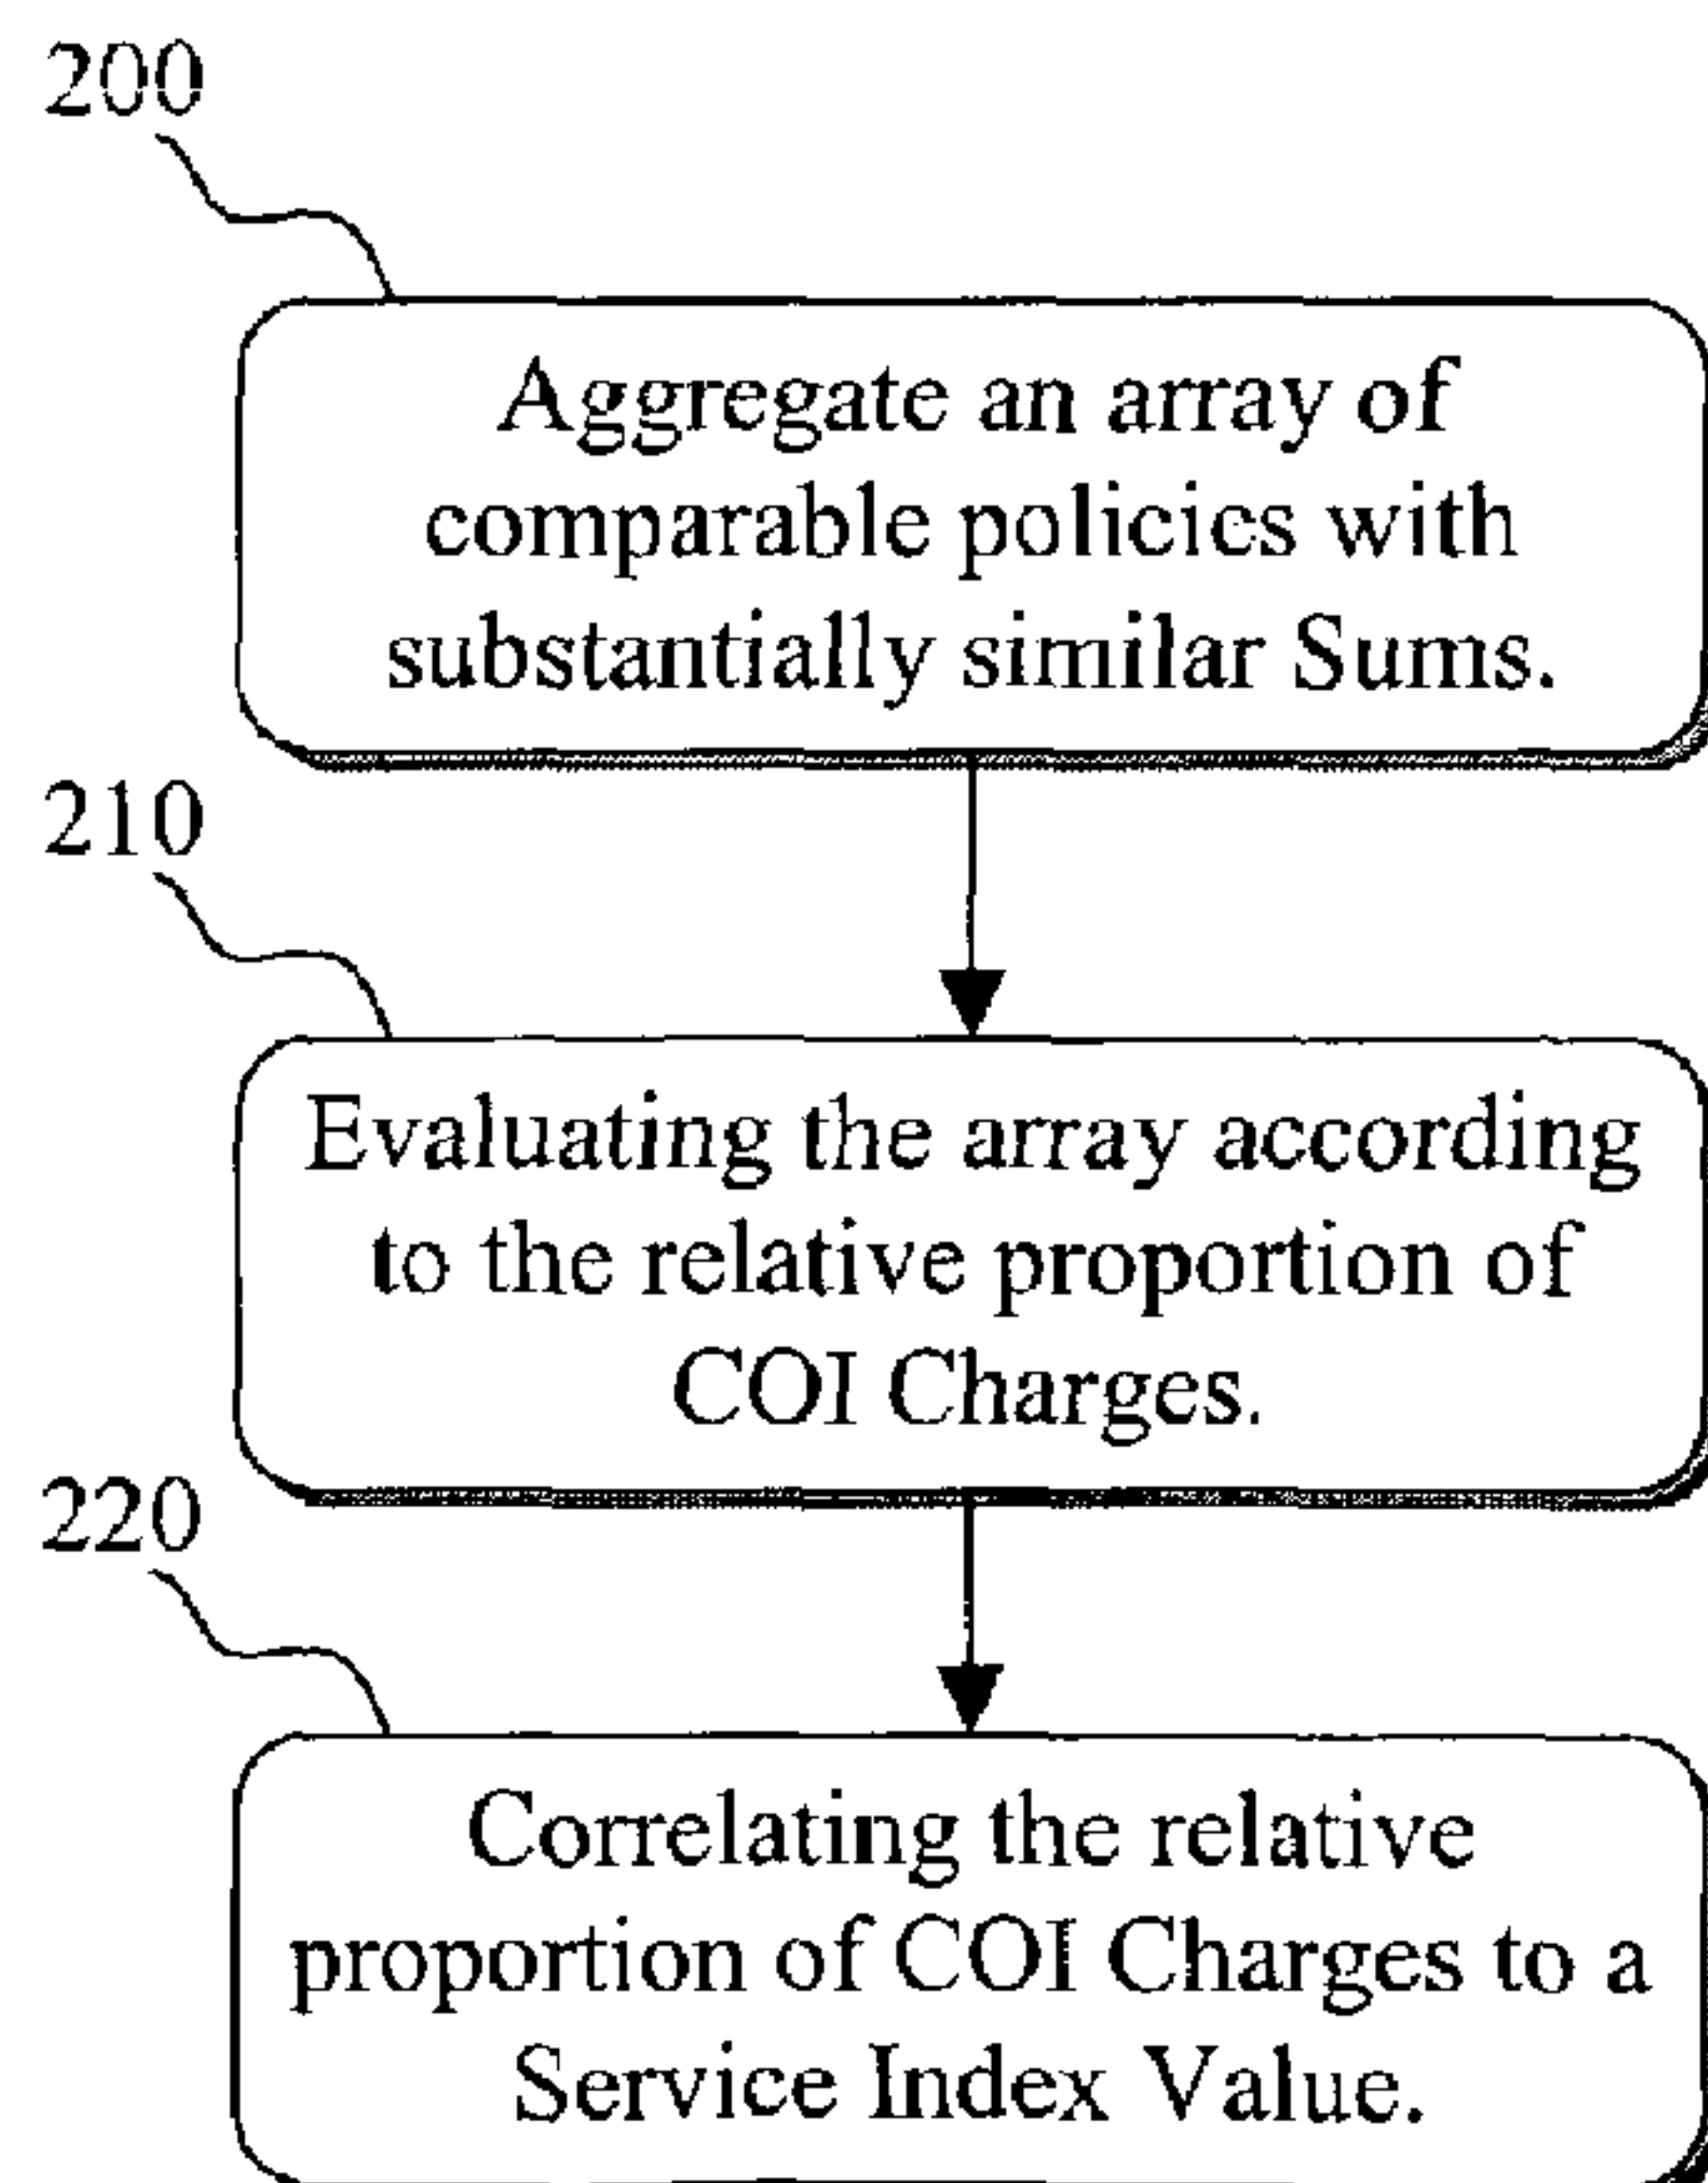 200
Aggregate an array of
comparable policies with
substantially similar Sums.
210
Evaluating the array according
to the relative proportion of
COI Charges.
220
Correlating the relative
proportion of COI Charges to a
Service Index Value.